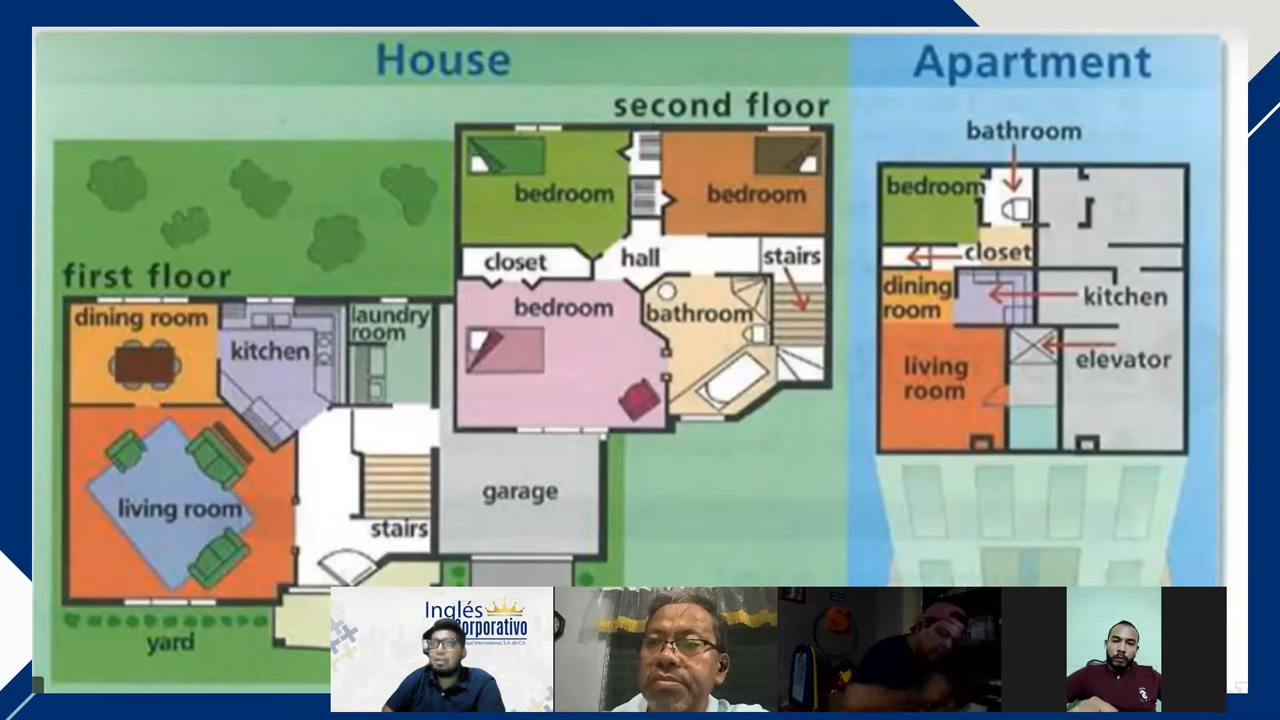 House
Apartment
second floor
bathroom
bedroom
bedroom
bedroom
closet
hall
stairs
closet
first floor
bedroom
bathroom
dining
room
kitchen
dining room
laundry
room
kitchen
living
room
elevator
living room
garage
stairs
yard
Inglés
Corporativo